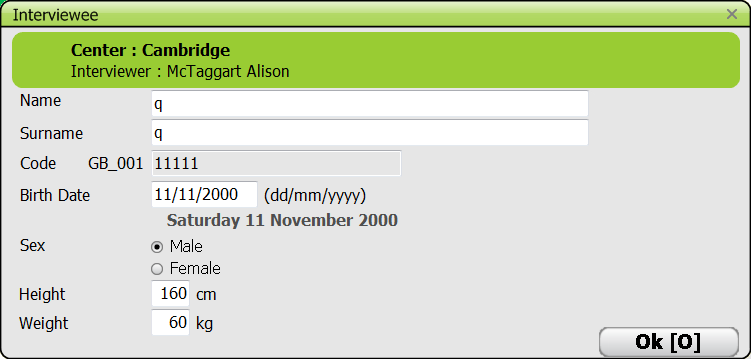 Interviewee
Center : Cambridge
Interviewer : McTaggart Alison
Name q
Surname q
Code GB_001 11111
Birth Date 11/11/2000 (dd/mm/yyyy)
Saturday 11 November 2000
Sex Male
Female
Height 160 cm
Weight 60 kg
Ok [O]